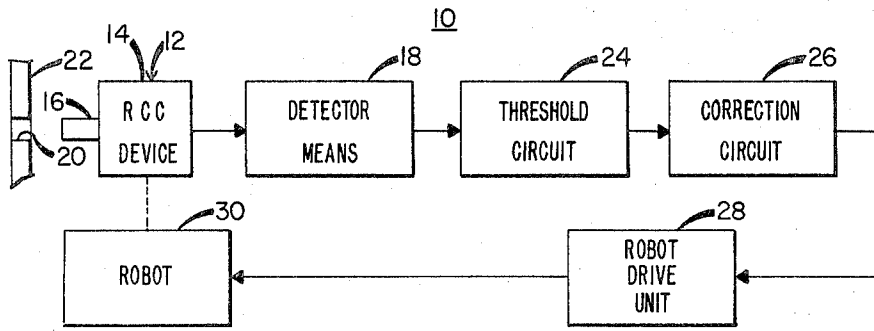 10
22
14
12
18
24
26
16
RCC
DEVICE
DETECTOR
MEANS
THRESHOLD
CIRCUIT
CORRECTION
CIRCUIT
20
30
28
ROBOT
ROBOT
DRIVE
UNIT